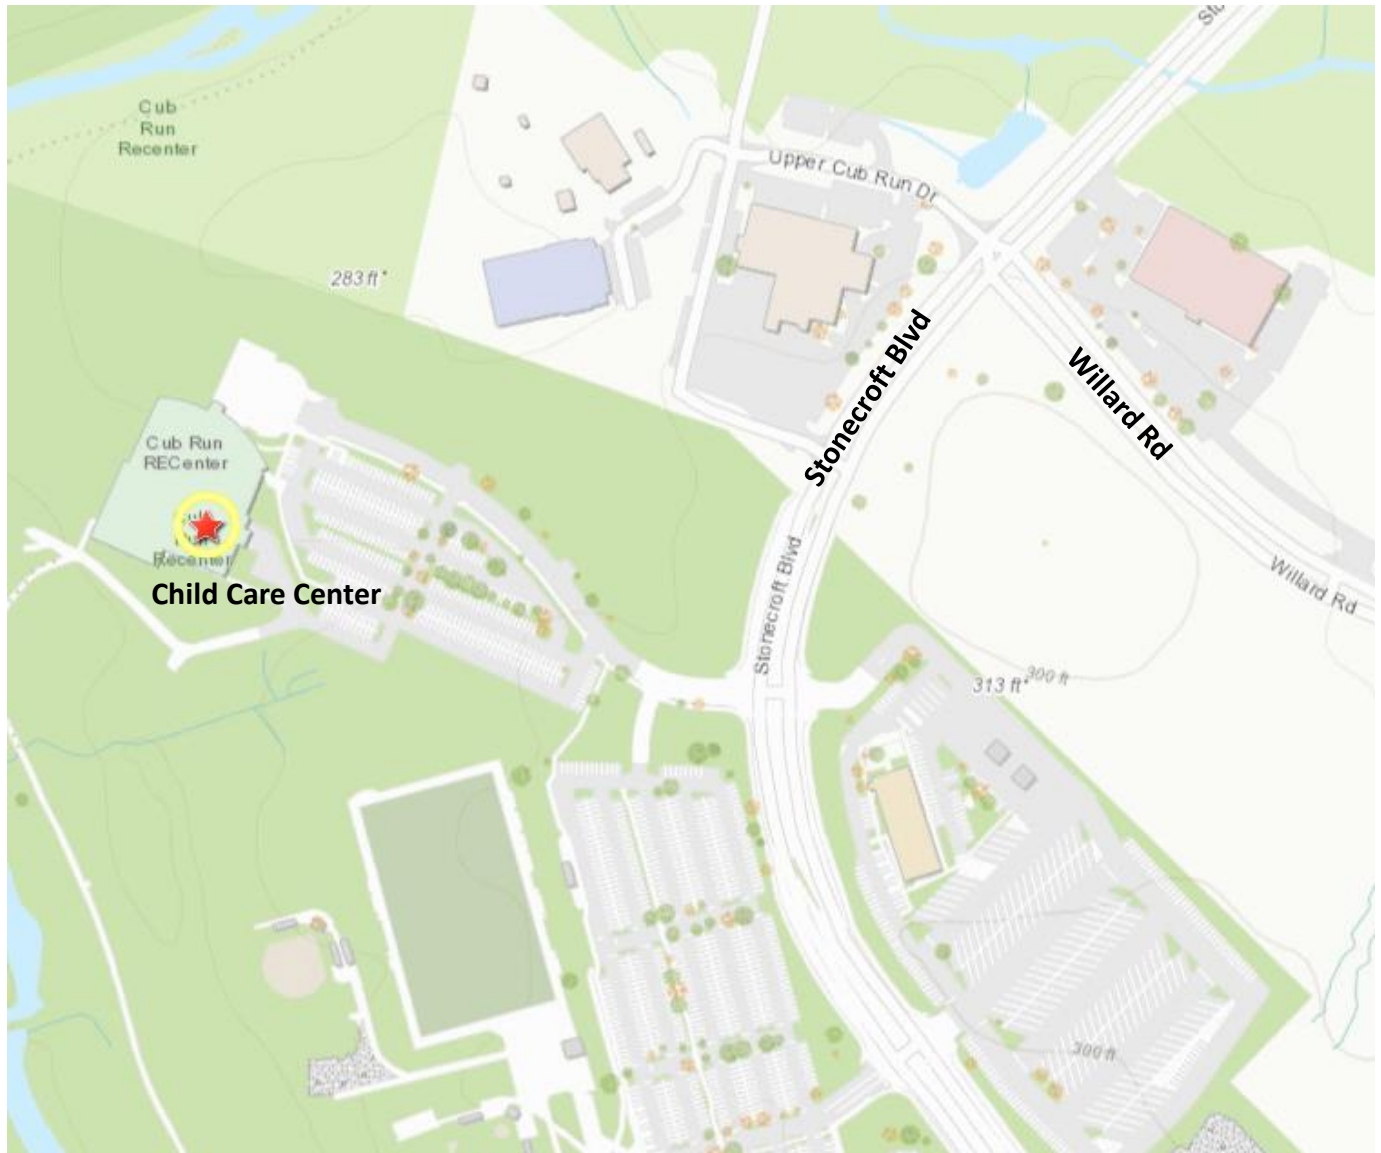 Sto
Cub
Run
Recenter
Upper Cub Run Dr
283 ft
Stonecroft Blvd
Willard Rd
Cub Run
RECenter
Recenter
Child Care Center
Stonecroft Blvd
Willard Rd
313 ft
300 ft
300 ft